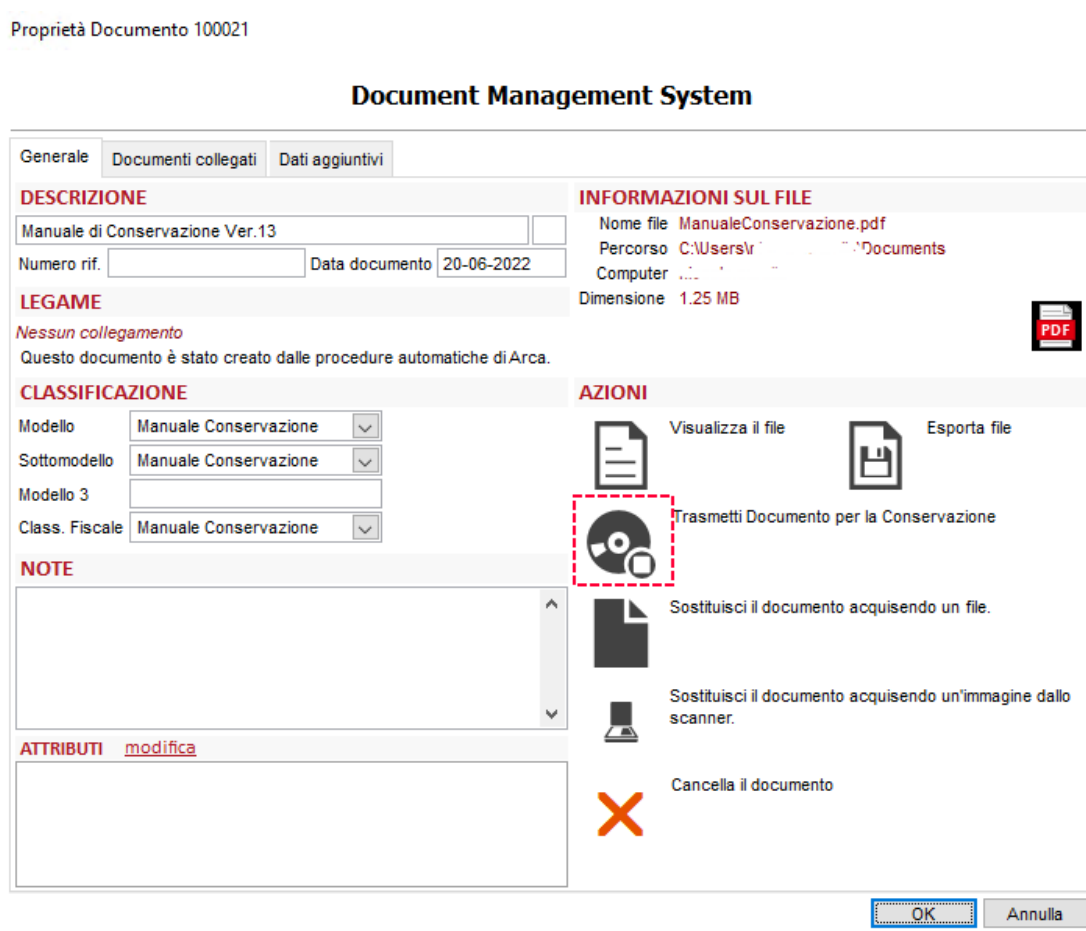 Proprietà Documento 100021
Document Management System
Generale
Documenti collegati
Dati aggiuntivi
DESCRIZIONE
Manuale di Conservazione Ver.13
Numero rif.
Data documento 20-06-2022
LEGAME
Nessun collegamento
Questo documento è stato creato dalle procedure automatiche di Arca.
CLASSIFICAZIONE
Modello Manuale Conservazione
Sottomodello Manuale Conservazione
Modello 3
Class. Fiscale Manuale Conservazione
NOTE
ATTRIBUTI modifica
INFORMAZIONI SUL FILE
Nome file ManualeConservazione.pdf
Percorso C:\Users\ \Documents
Computer
Dimensione 1.25 MB
PDF
AZIONI
Visualizza il file
Esporta file
Trasmetti Documento per la Conservazione
Sostituisci il documento acquisendo un file.
Sostituisci il documento acquisendo un'immagine dallo
scanner.
Cancella il documento
OK
Annulla